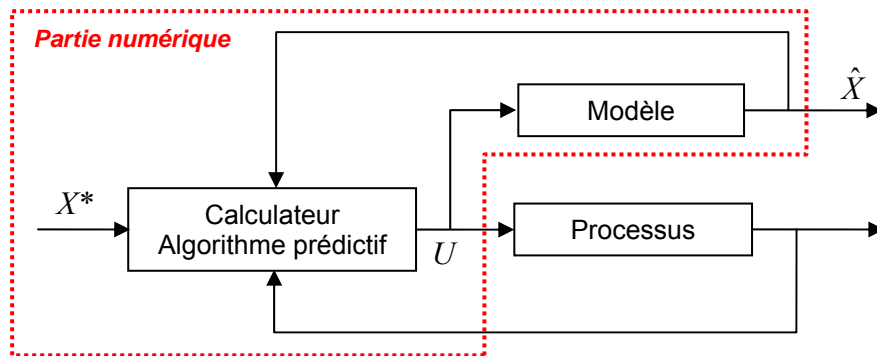 Partie numérique
X̂
Modèle
X*
Calculateur
Algorithme prédictif
U
Processus